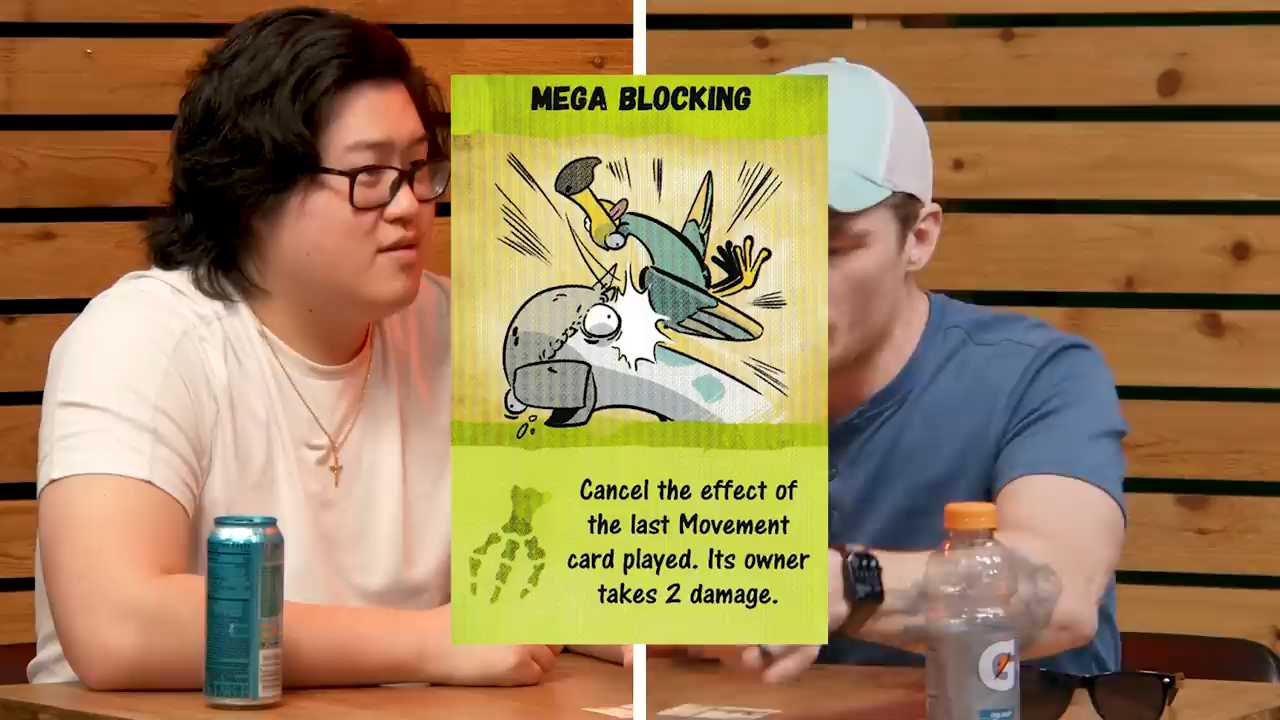 MEGA BLOCKING
Cancel the effect of
the last Movement
card played. Its owner
takes 2 damage.
G